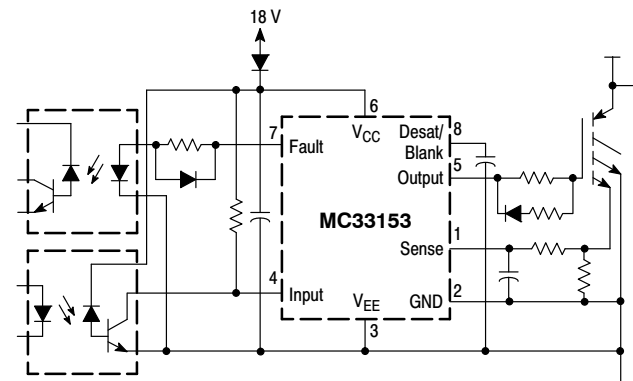 18 V
6
VCC
Desat/
Blank
8
7
Fault
5
Output
MC33153
Sense
1
4
Input
VEE
GND
2
3